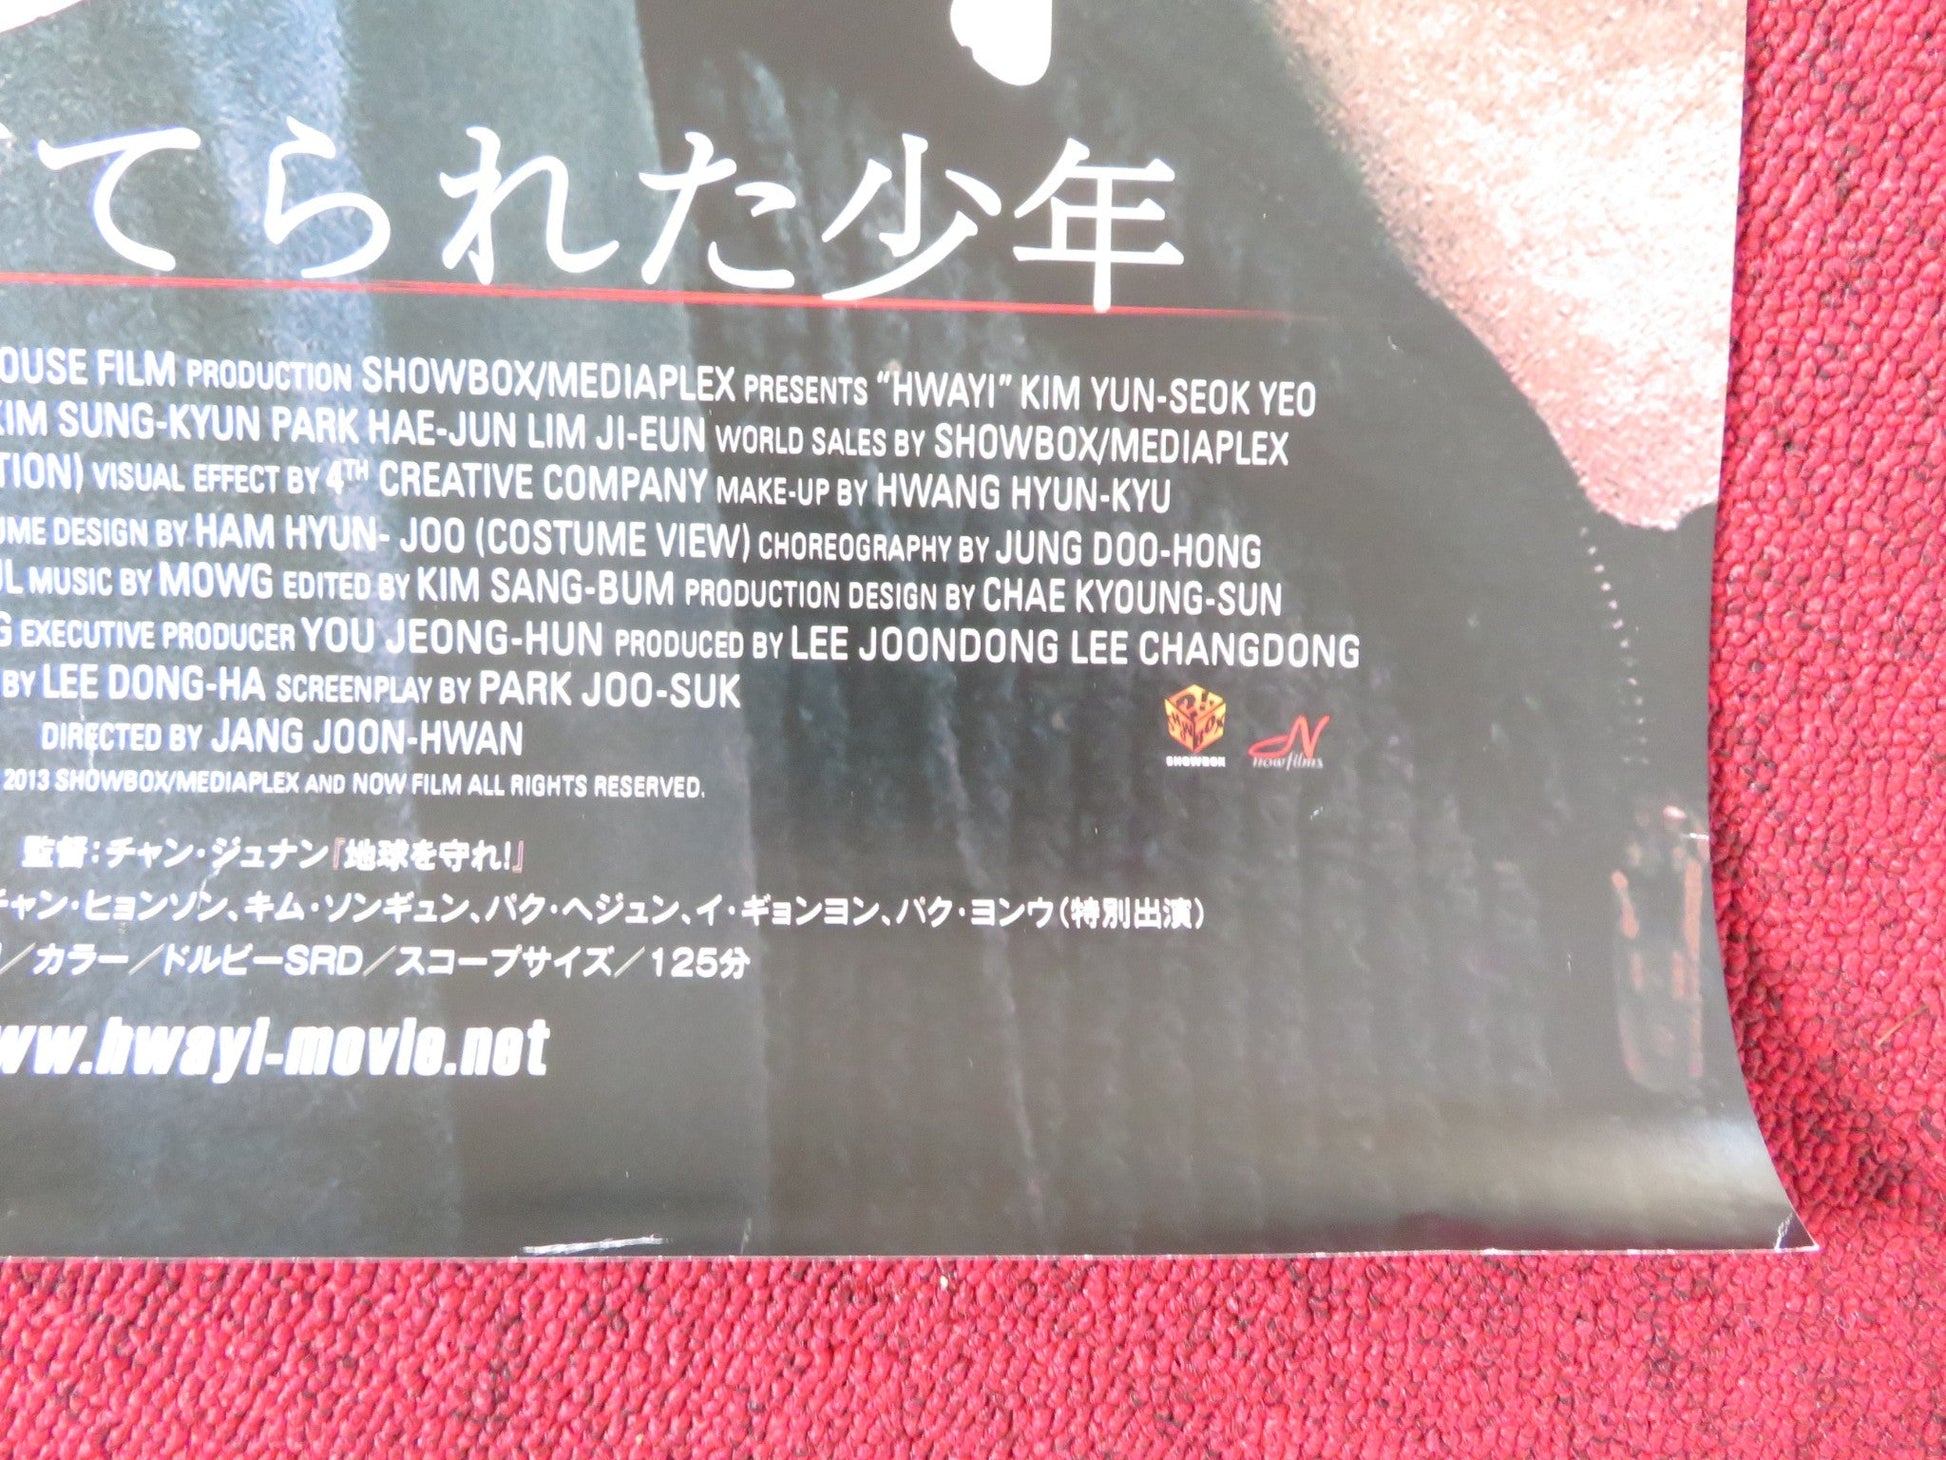 てられた少年
OUSE FILM PRODUCTION SHOWBOX/MEDIAPLEX PRESENTS “HWAYI” KIM YUN-SEOK YEO
KIM SUNG-KYUN PARK HAE-JUN LIM JI-EUN WORLD SALES BY SHOWBOX/MEDIAPLEX
TION) VISUAL EFFECT BY 4TH CREATIVE COMPANY MAKE-UP BY HWANG HYUN-KYU
UME DESIGN BY HAM HYUN- JOO (COSTUME VIEW) CHOREOGRAPHY BY JUNG DOO-HONG
UL MUSIC BY MOWG EDITED BY KIM SANG-BUM PRODUCTION DESIGN BY CHAE KYOUNG-SUN
G EXECUTIVE PRODUCER YOU JEONG-HUN PRODUCED BY LEE JOONDONG LEE CHANGDONG
BY LEE DONG-HA SCREENPLAY BY PARK JOO-SUK
DIRECTED BY JANG JOON-HWAN
2013 SHOWBOX/MEDIAPLEX AND NOW FILM ALL RIGHTS RESERVED.
SHOWBOX nowfilms
監督：チャン・ジュナン『地球を守れ！』
チャン・ヒョンソン、キム・ソンギュン、パク・ヘジュン、イ・ギョンヨン、パク・ヨンウ（特別出演）
／カラー／ドルビーSRD／スコープサイズ／125分
ww.hwayi-movie.net